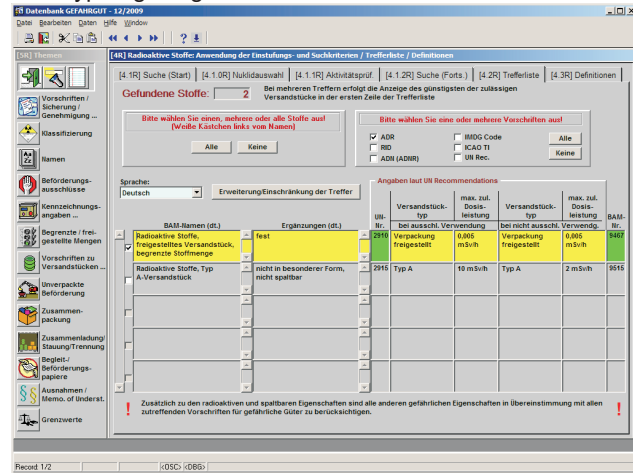 Datenbank GEFAHRGUT - 12/2009
Datei Bearbeiten Daten Hilfe Window
[SR] Themen
[4R] Radioaktive Stoffe: Anwendung der Einstufungs- und Suchkriterien / Trefferliste / Definitionen
[4.1R] Suche (Start)
[4.1.0R] Nuklidauswahl
[4.1.1R] Aktivitätsprüf.
[4.1.2R] Suche (Forts.)
[4.2R] Trefferliste
[4.3R] Definitionen
Gefundene Stoffe: 2
Bei mehreren Treffern erfolgt die Anzeige des günstigsten der zulässigen
Versandstücke in der ersten Zeile der Trefferliste
Bitte wählen Sie einen, mehrere oder alle Stoffe aus!
(Weiße Kästchen links vom Namen)
Alle
Keine
Bitte wählen Sie eine oder mehrere Vorschriften aus!
ADR
RID
ADN (ADNR)
IMDG Code
ICAO TI
UN Rec.
Alle
Keine
Sprache:
Deutsch
Erweiterung/Einschränkung der Treffer
Angaben laut UN Recommendations
UN-
Nr.
Versandstück-
typ
max. zul.
Dosis-
leistung
bei ausschl. Verwendung
Versandstück-
typ
max. zul.
Dosis-
leistung
bei nicht ausschl. Verwendg.
BAM-
Nr.
BAM-Namen (dt.)
Ergänzungen (dt.)
Radioaktive Stoffe,
freigestelltes Versandstück,
begrenzte Stoffmenge
fest
2910
Verpackung
freigestellt
0,005
mSv/h
Verpackung
freigestellt
0,005
mSv/h
9467
Radioaktive Stoffe, Typ
A-Versandstück
nicht in besonderer Form,
nicht spaltbar
2915
Typ A
10 mSv/h
Typ A
2 mSv/h
9515
Vorschriften /
Sicherung /
Genehmigung ...
Klassifizierung
Namen
Beförderungs-
ausschlüsse
Kennzeichnungs-
angaben ...
Begrenzte / frei-
gestellte Mengen
Vorschriften zu
Versandstücken ...
Unverpackte
Beförderung
Zusammen-
packung
Zusammenladung/
Stauung/Trennung
Begleit-/
Beförderungs-
papiere
Ausnahmen /
Memo. of Underst.
Grenzwerte
! Zusätzlich zu den radioaktiven und spaltbaren Eigenschaften sind alle anderen gefährlichen Eigenschaften in Übereinstimmung mit allen !
zutreffenden Vorschriften für gefährliche Güter zu berücksichtigen.
Record: 1/2
<OSC>
<DBG>